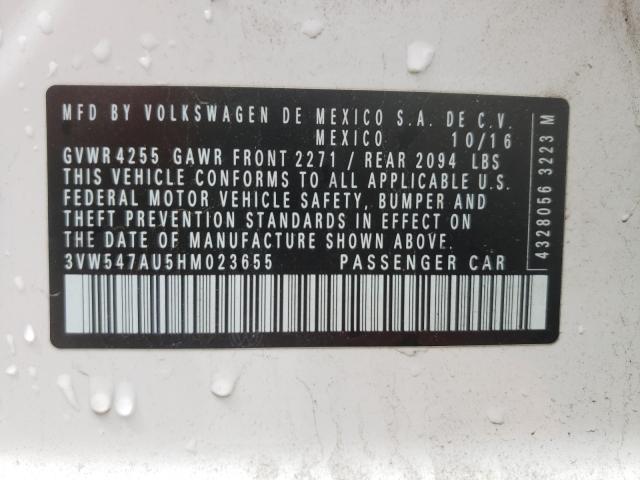 MFD BY VOLKSWAGEN DE MEXICO S.A. DE C.V.
MEXICO 10/16
GVWR 4255 GAWR FRONT 2271 / REAR 2094 LBS
THIS VEHICLE CONFORMS TO ALL APPLICABLE U.S.
FEDERAL MOTOR VEHICLE SAFETY, BUMPER AND
THEFT PREVENTION STANDARDS IN EFFECT ON
THE DATE OF MANUFACTURE SHOWN ABOVE.
3VW547AU5HM023655 PASSENGER CAR
4328056 3223 M